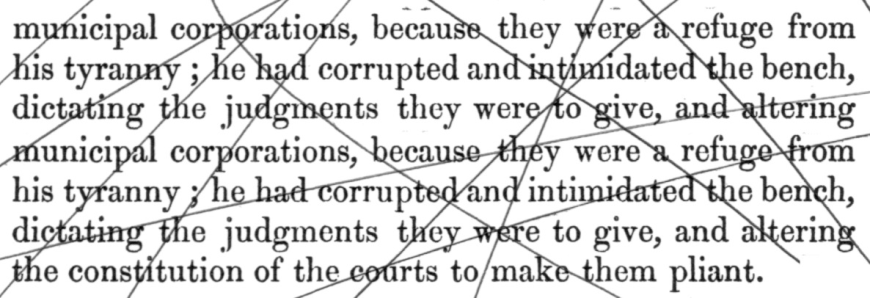 municipal corporations, because they were a refuge from
his tyranny ; he had corrupted and intimidated the bench,
dictating the judgments they were to give, and altering
municipal corporations, because they were a refuge from
his tyranny ; he had corrupted and intimidated the bench,
dictating the judgments they were to give, and altering
the constitution of the courts to make them pliant.